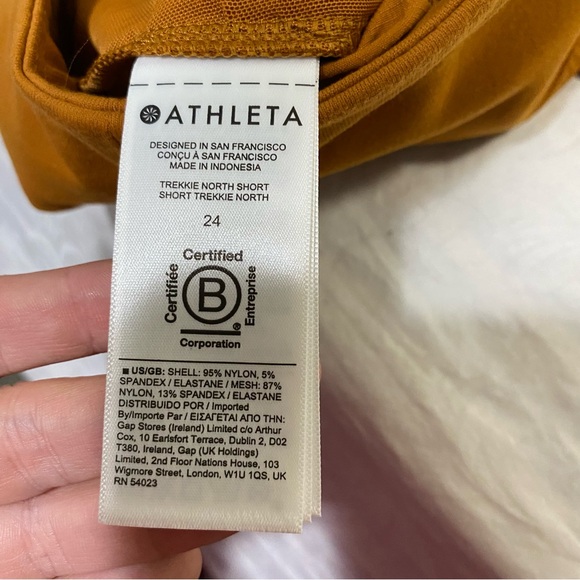 ATHLETA
DESIGNED IN SAN FRANCISCO
CONÇU À SAN FRANCISCO
MADE IN INDONESIA
TREKKIE NORTH SHORT
SHORT TREKKIE NORTH
24
Certified
Certifiée
B
®
Entreprise
Corporation
■ US/GB: SHELL: 95% NYLON, 5%
SPANDEX / ELASTANE / MESH: 87%
NYLON, 13% SPANDEX / ELASTANE
DISTRIBUIDO POR / Imported
By/Importe Par / ΕΙΣΑΓΕΤΑΙ ΑΠΟ ΤΗΝ:
Gap Stores (Ireland) Limited c/o Arthur
Cox, 10 Earlsfort Terrace, Dublin 2, D02
T380, Ireland, Gap (UK Holdings)
Limited, 2nd Floor Nations House, 103
Wigmore Street, London, W1U 1QS, UK
RN 54023